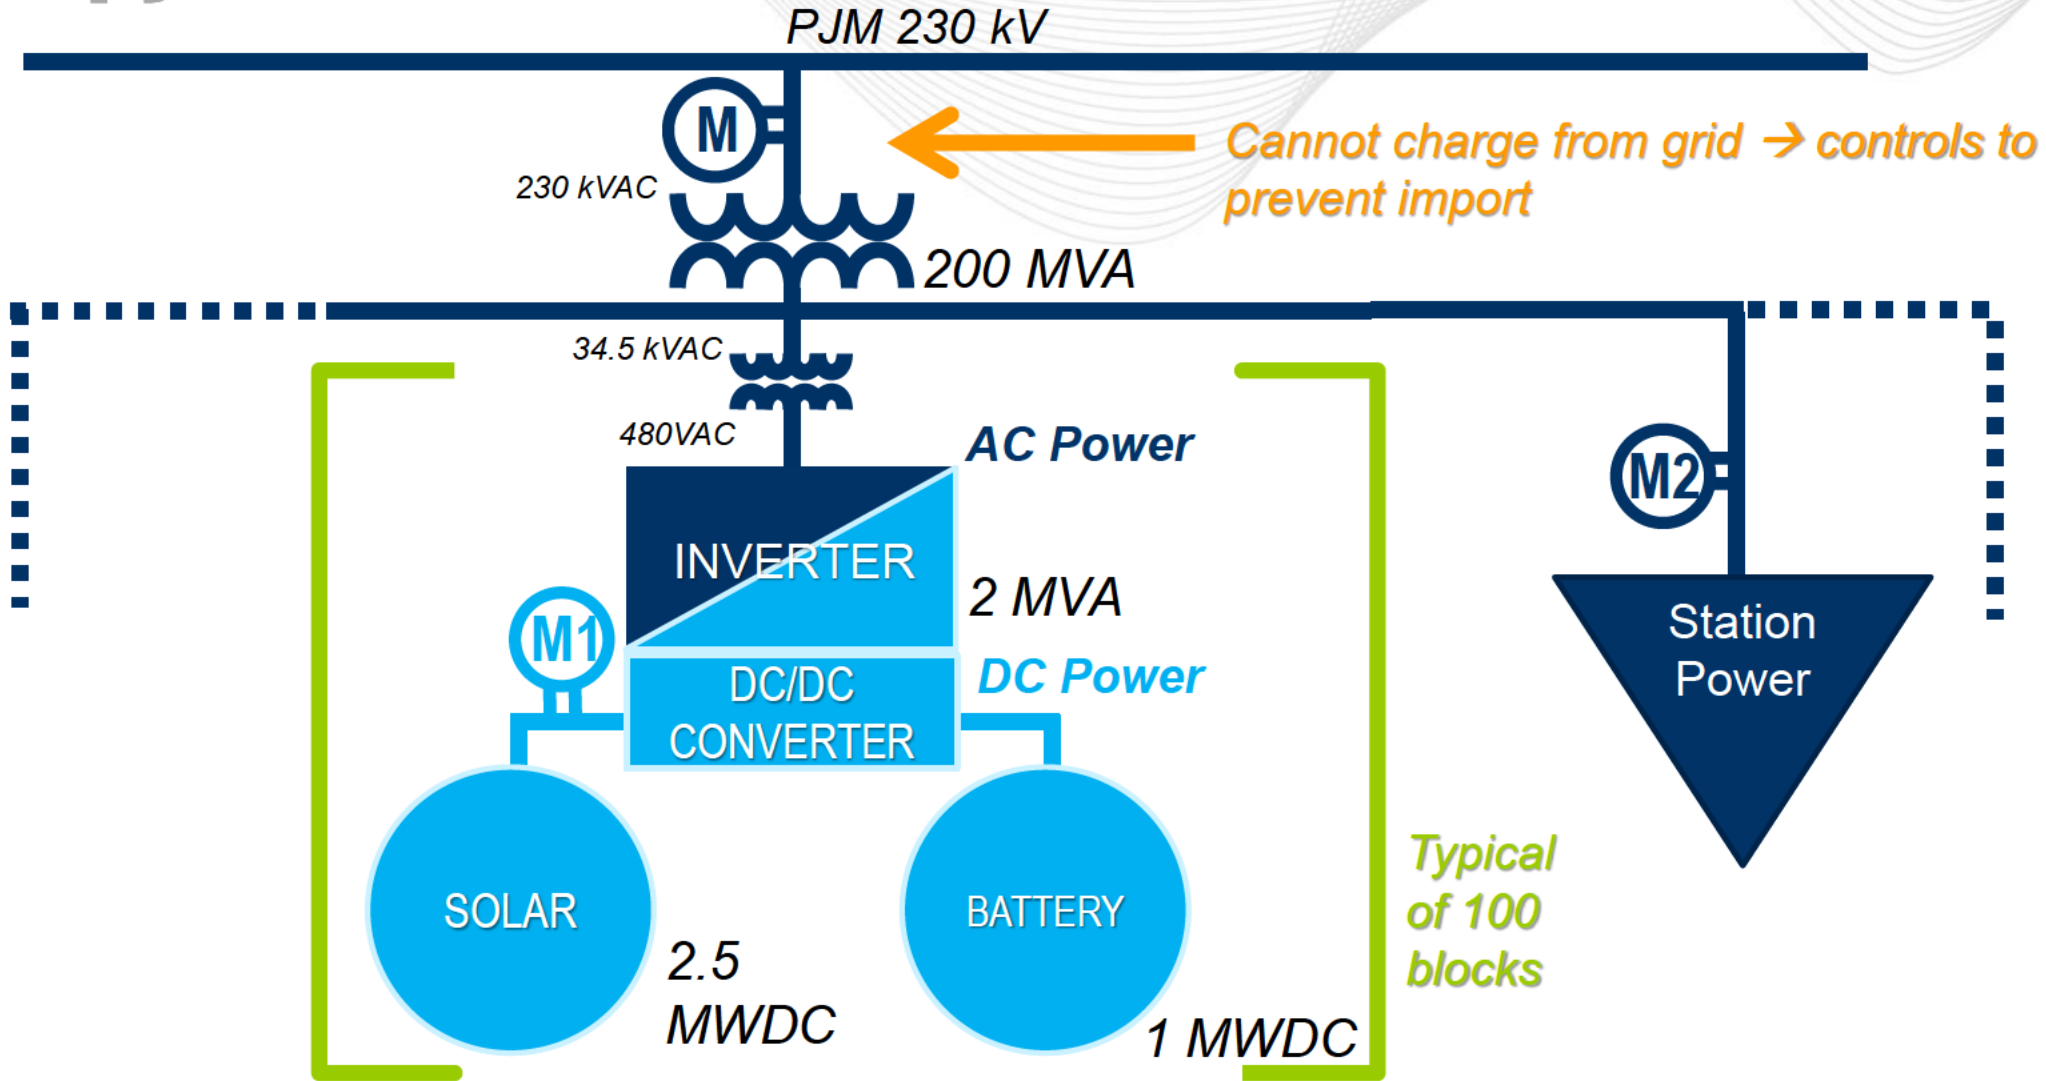 PJM 230 kV
M
Cannot charge from grid → controls to
prevent import
230 kVAC
200 MVA
34.5 kVAC
480VAC
AC Power
M2
INVERTER
2 MVA
M1
Station
Power
DC/DC
CONVERTER
DC Power
SOLAR
BATTERY
Typical
of 100
blocks
2.5
MWDC
1 MWDC